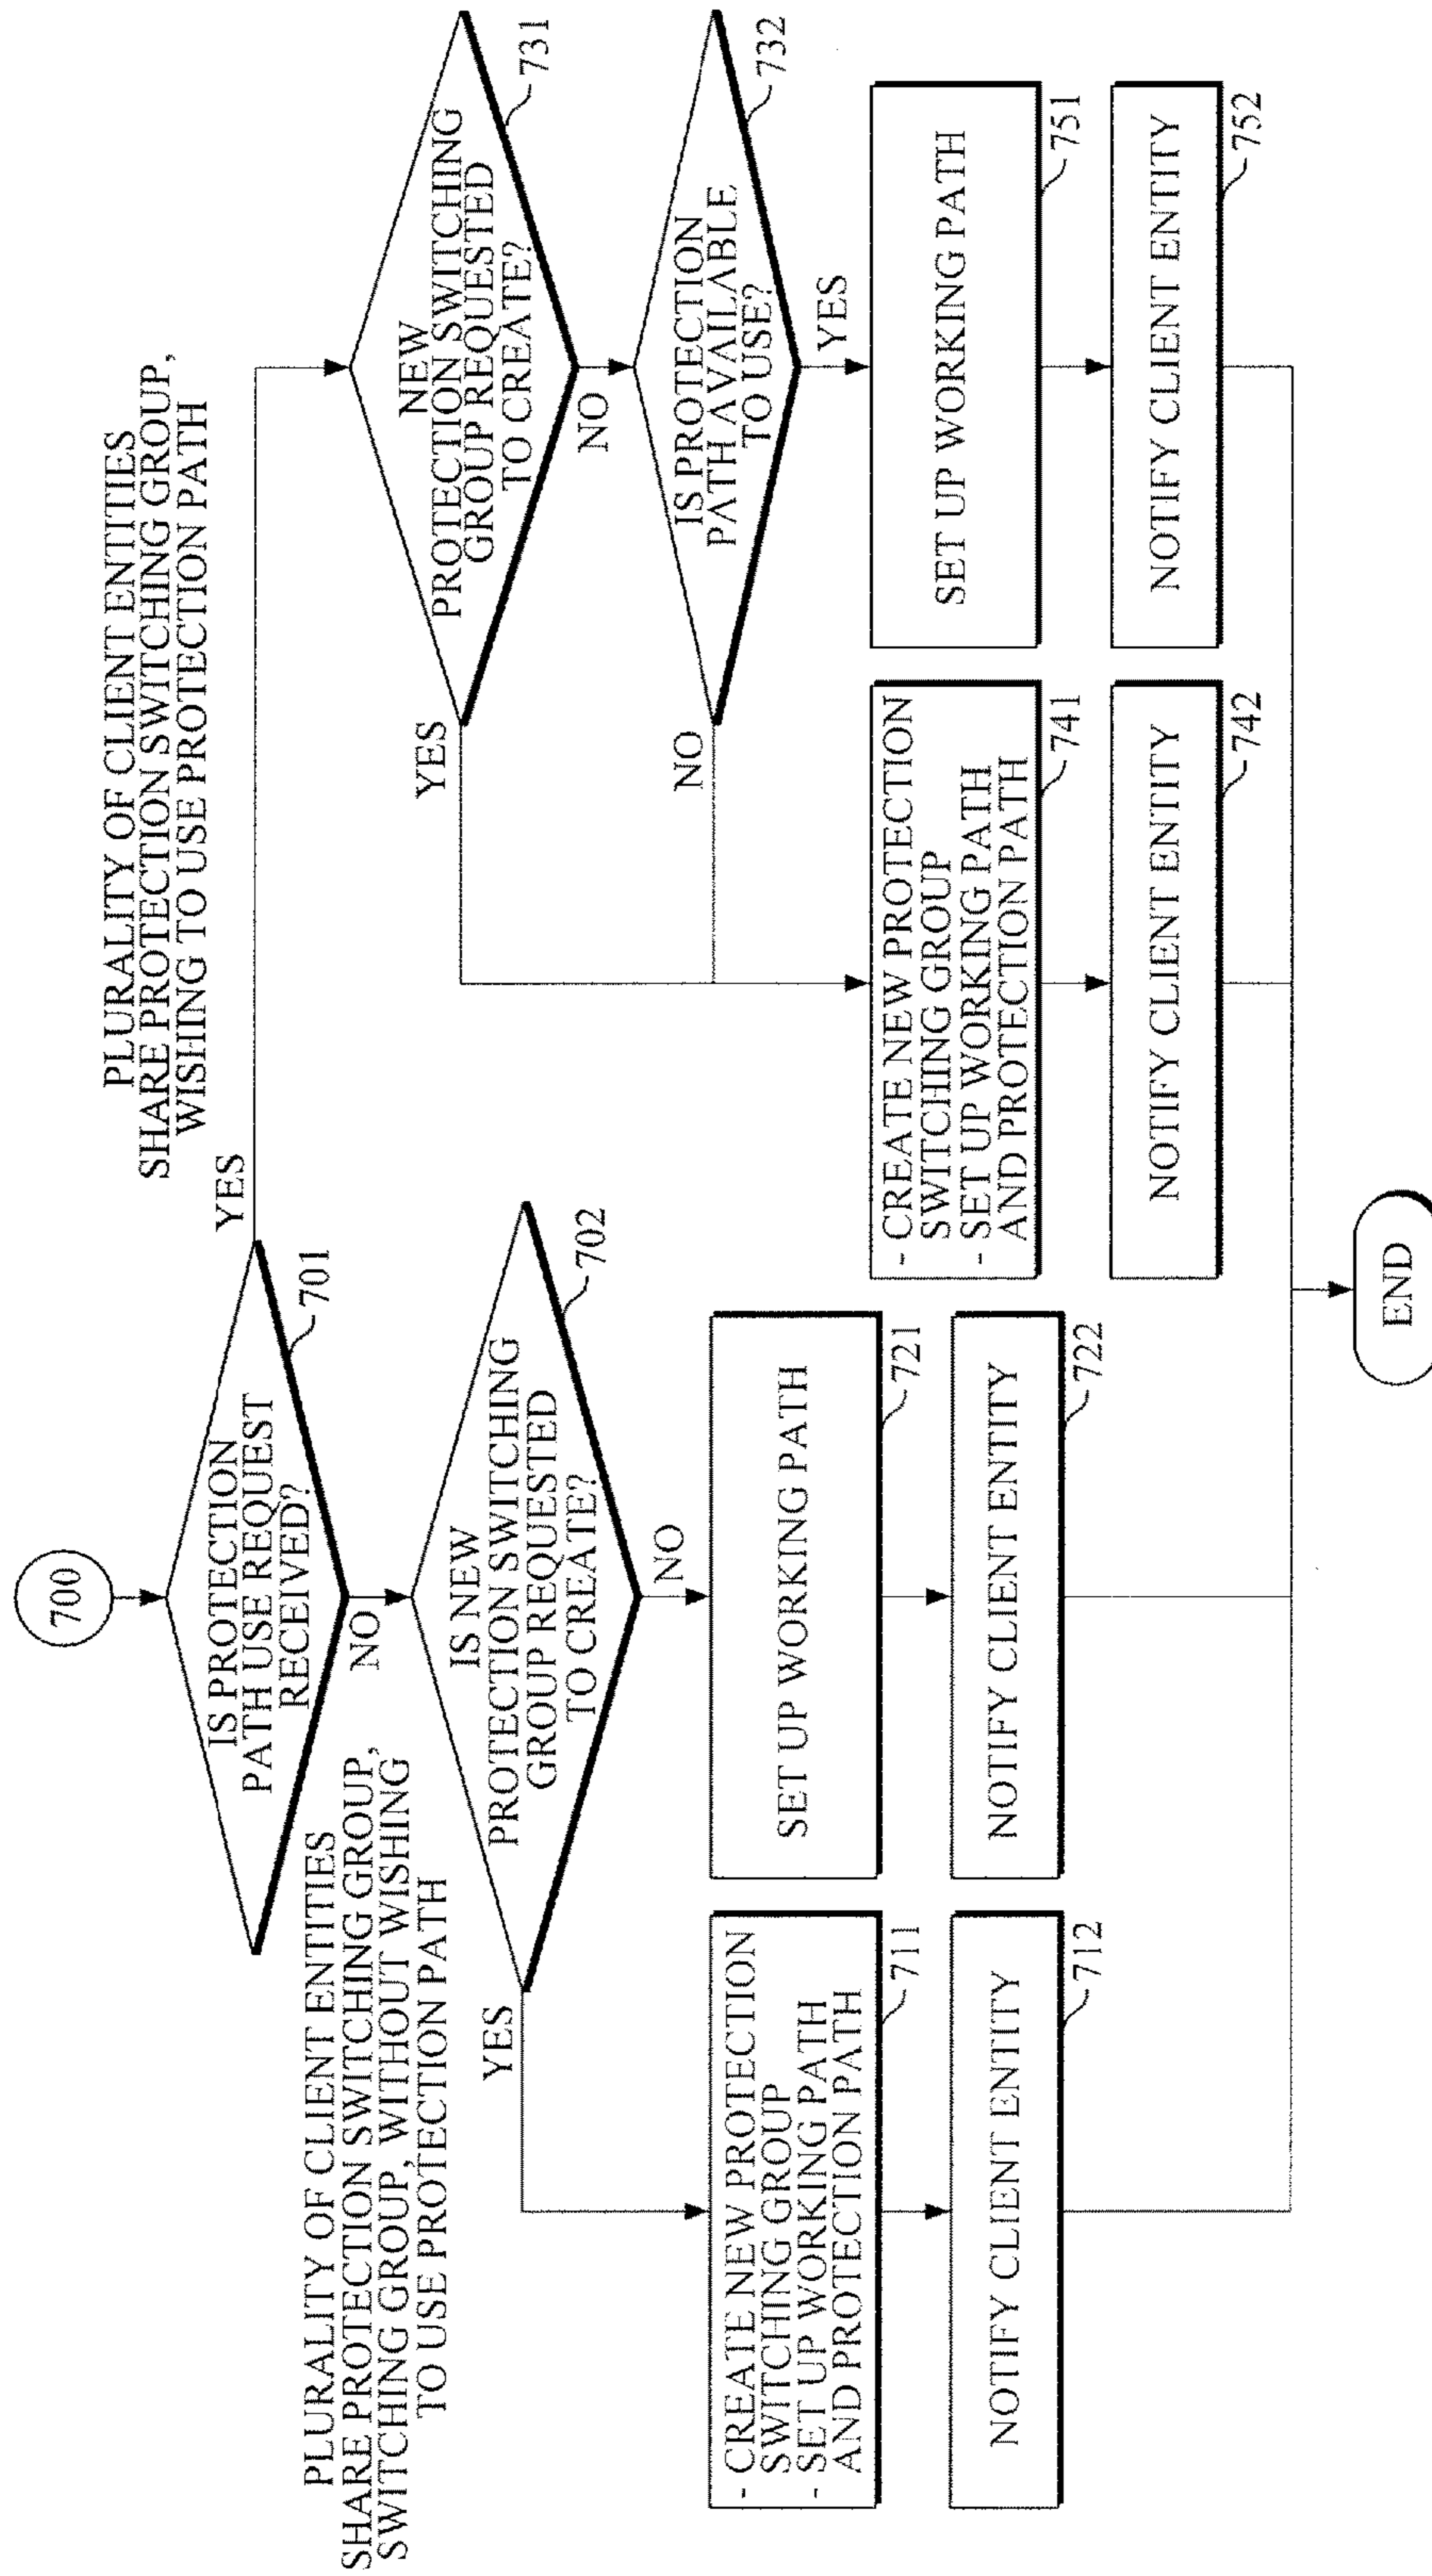 700
IS PROTECTION
PATH USE REQUEST
RECEIVED?
701
YES
NO
PLURALITY OF CLIENT ENTITIES
SHARE PROTECTION SWITCHING GROUP,
WISHING TO USE PROTECTION PATH
PLURALITY OF CLIENT ENTITIES
SHARE PROTECTION SWITCHING GROUP,
SWITCHING GROUP, WITHOUT WISHING
TO USE PROTECTION PATH
IS NEW
PROTECTION SWITCHING
GROUP REQUESTED
TO CREATE?
702
YES
NO
- CREATE NEW PROTECTION
SWITCHING GROUP
- SET UP WORKING PATH
AND PROTECTION PATH
711
NOTIFY CLIENT ENTITY
712
SET UP WORKING PATH
721
NOTIFY CLIENT ENTITY
722
NEW
PROTECTION SWITCHING
GROUP REQUESTED
TO CREATE?
731
YES
NO
IS PROTECTION
PATH AVAILABLE
TO USE?
732
NO
YES
- CREATE NEW PROTECTION
SWITCHING GROUP
- SET UP WORKING PATH
AND PROTECTION PATH
741
NOTIFY CLIENT ENTITY
742
SET UP WORKING PATH
751
NOTIFY CLIENT ENTITY
752
END